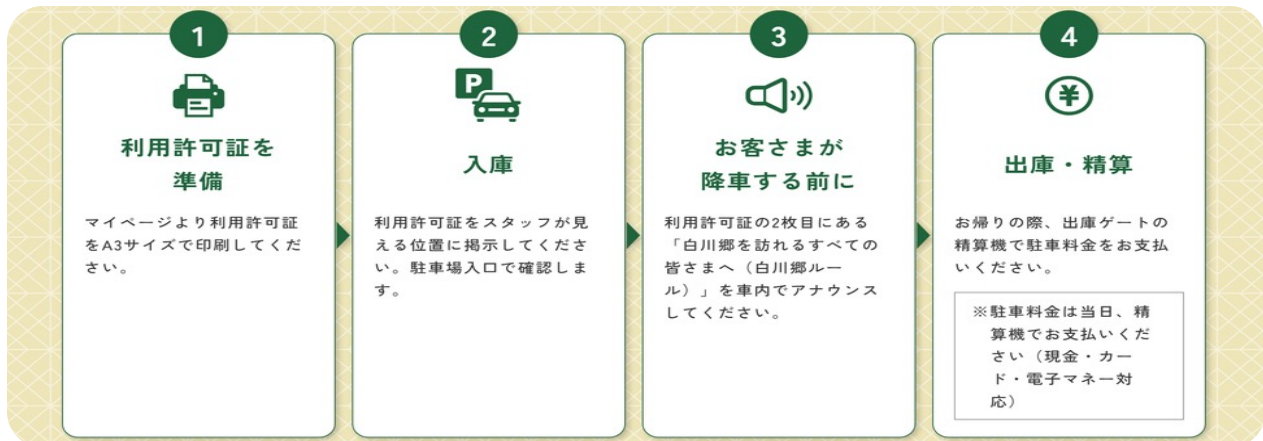 1
利用許可証を
準備
マイページより利用許可証
をA3サイズで印刷してくだ
さい。
2
P
入庫
利用許可証をスタッフが見
える位置に掲示してくださ
い。駐車場入口で確認しま
す。
3
お客さまが
降車する前に
利用許可証の2枚目にある
「白川郷を訪れるすべての
皆さまへ（白川郷ルー
ル）」を車内でアナウンス
してください。
4
¥
出庫・精算
お帰りの際、出庫ゲートの
精算機で駐車料金をお支払
いください。
※駐車料金は当日、精
算機でお支払いくだ
さい（現金・カー
ド・電子マネー対
応）